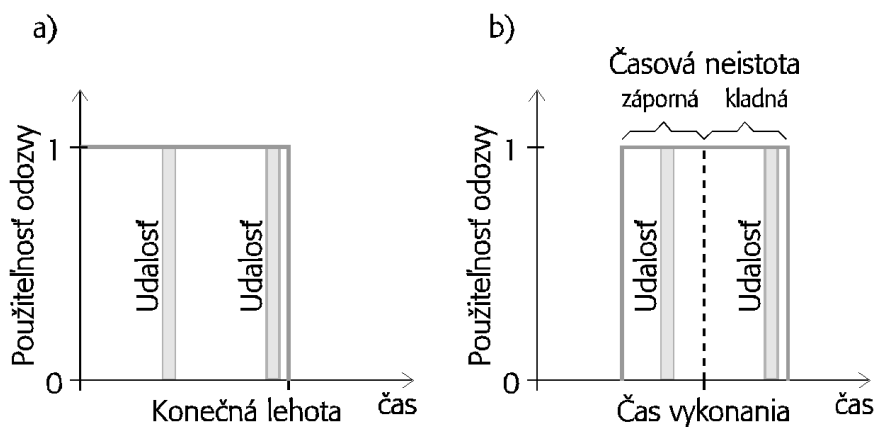 a)
Použiteľnosť odozvy
1
0
Udalosť
Udalosť
Konečná lehota
čas
b)
Časová neistota
záporná
kladná
Použiteľnosť odozvy
1
0
Udalosť
Udalosť
Čas vykonania
čas